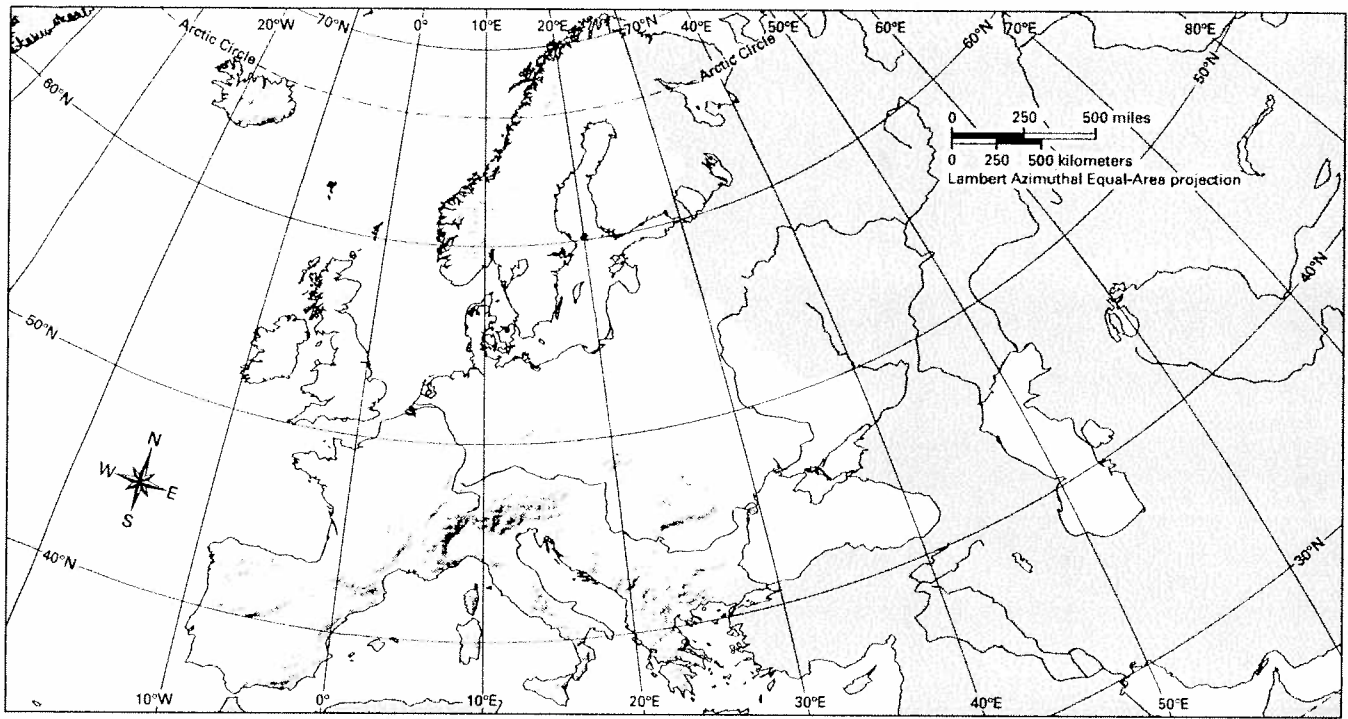 20°W 70°N 0° 10°E 20°E 70°N 40°E 50°E 60°E 60°N 70°E 80°E
Arctic Circle
Arctic Circle
50°N
60°N
0 250 500 miles
0 250 500 kilometers
Lambert Azimuthal Equal-Area projection
40°N
50°N
N
W
E
S
40°N
30°N
10°W 0° 10°E 20°E 30°E 40°E 50°E